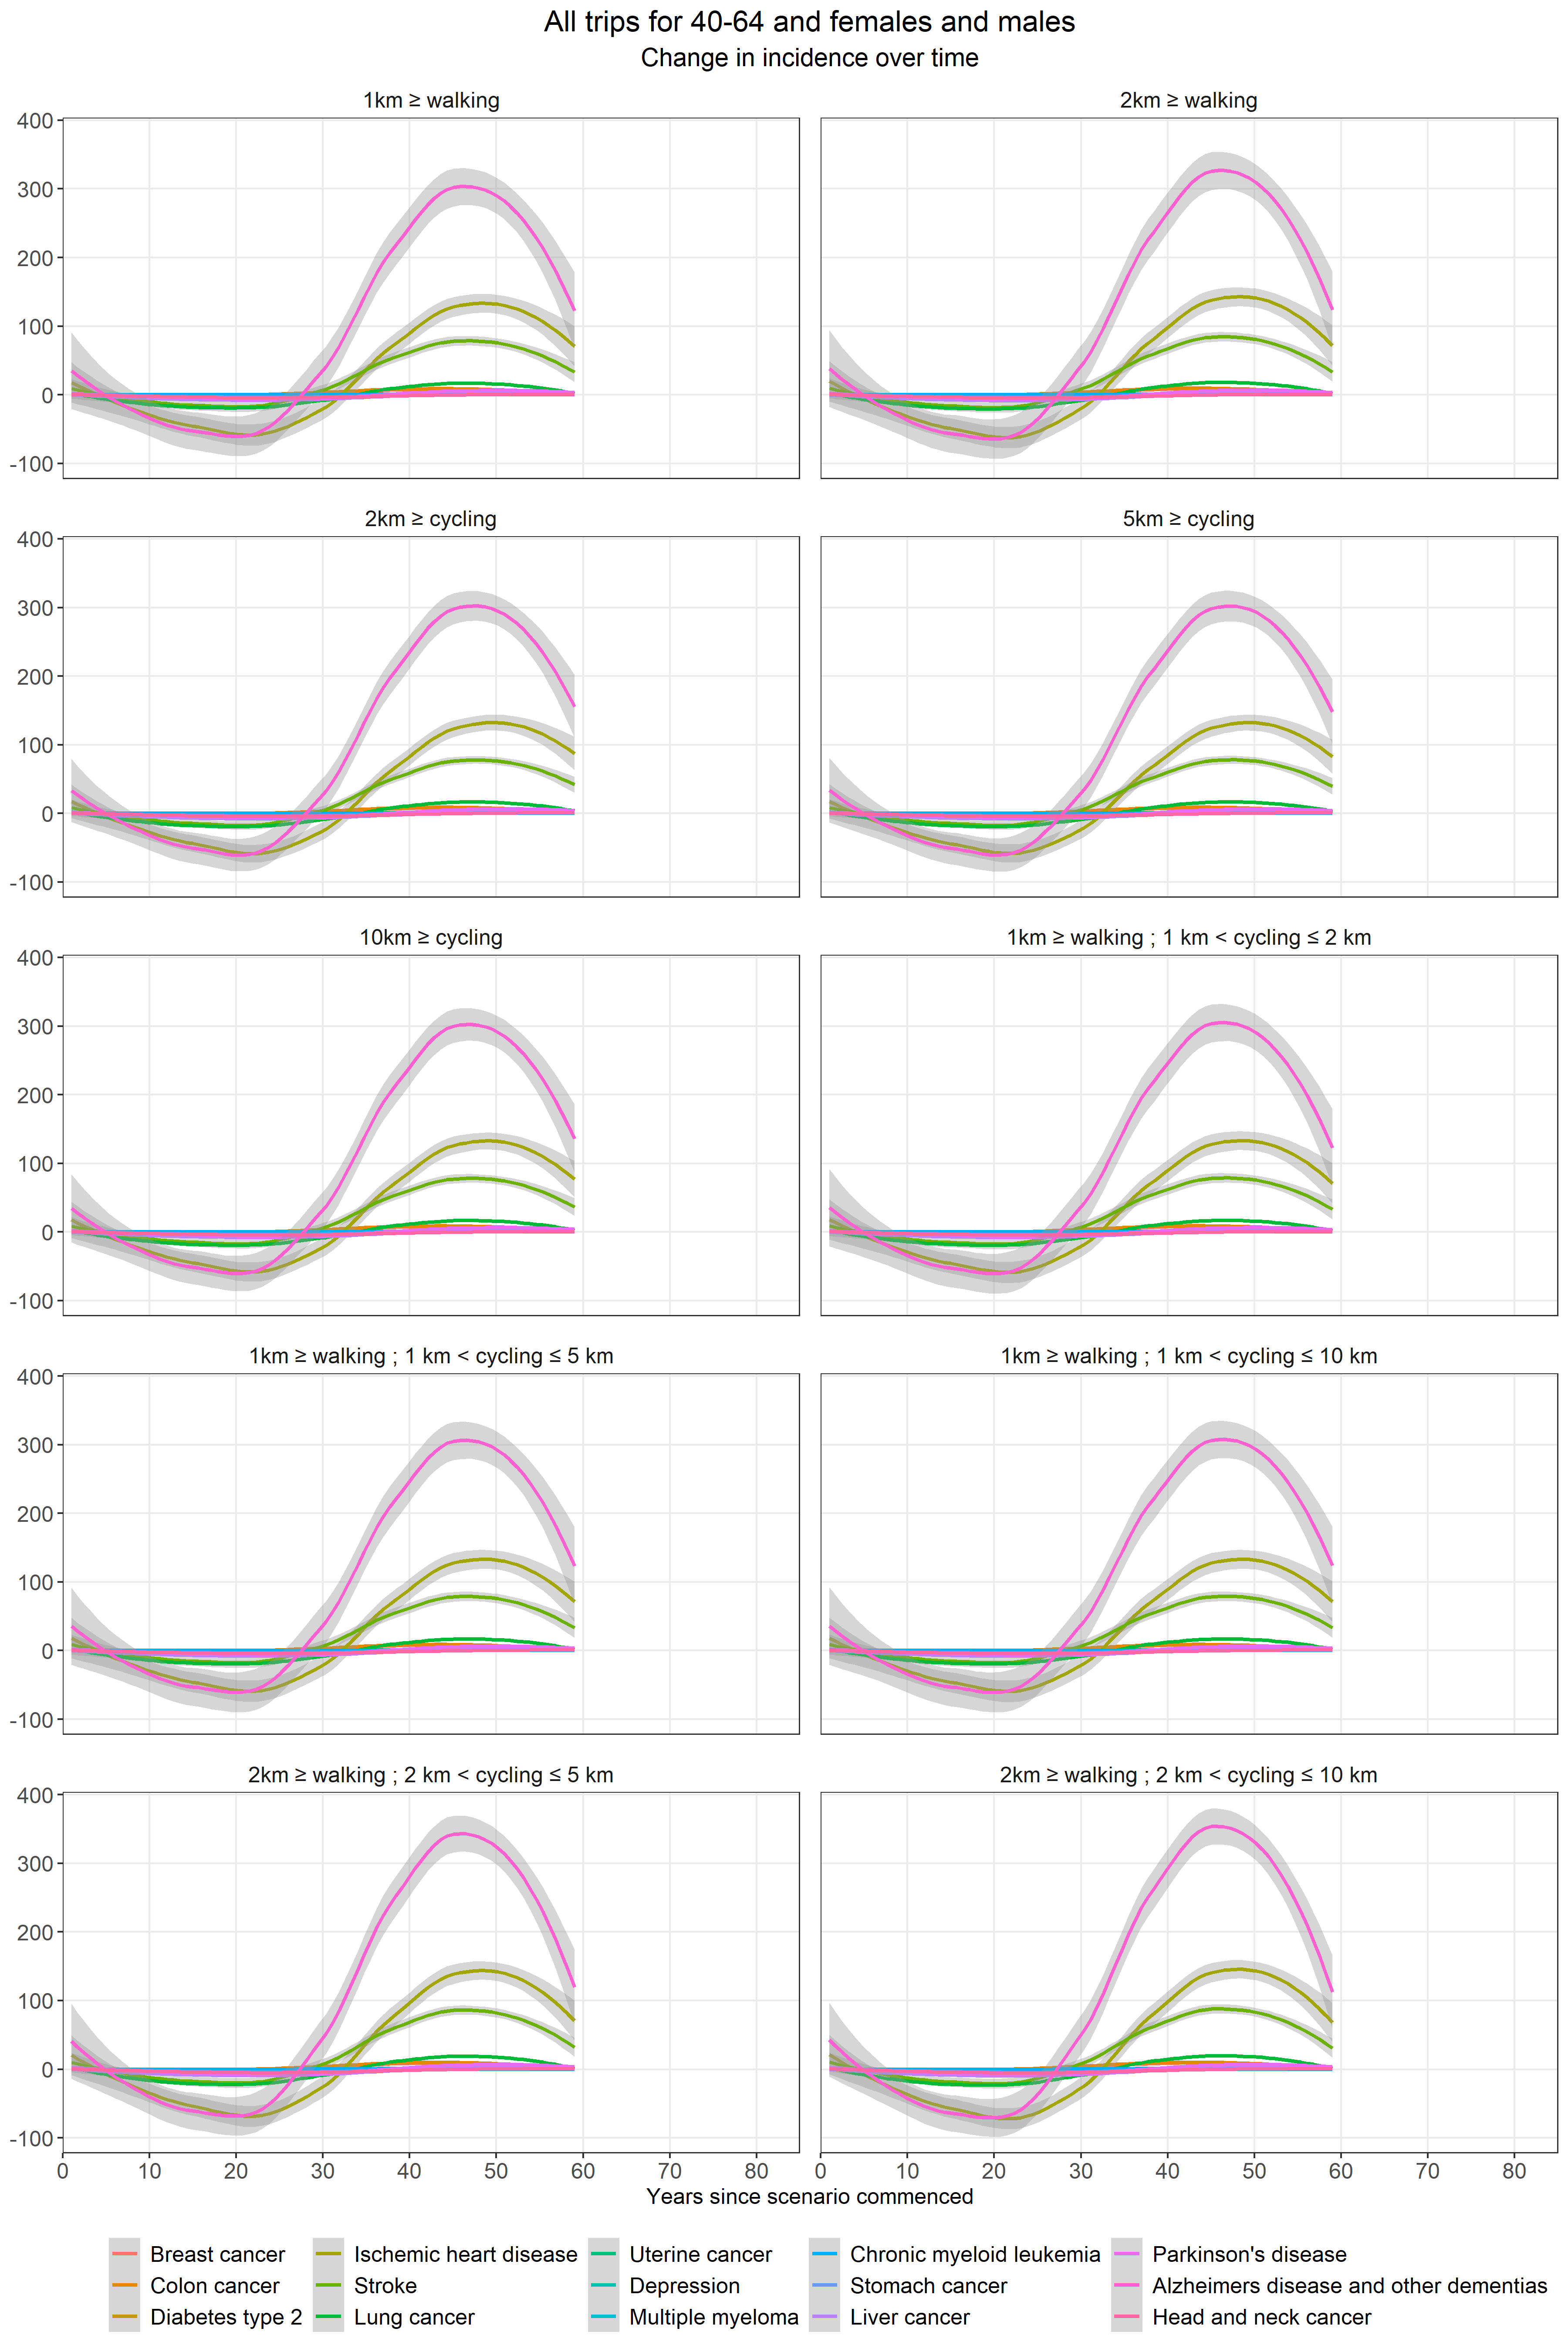 All trips for 40-64 and females and males
Change in incidence over time
1km ≥ walking
2km ≥ walking
400
300
200
100
0
-100
2km ≥ cycling
5km ≥ cycling
400
300
200
100
0
-100
10km ≥ cycling
1km ≥ walking ; 1 km < cycling ≤ 2 km
400
300
200
100
0
-100
1km ≥ walking ; 1 km < cycling ≤ 5 km
1km ≥ walking ; 1 km < cycling ≤ 10 km
400
300
200
100
0
-100
2km ≥ walking ; 2 km < cycling ≤ 5 km
2km ≥ walking ; 2 km < cycling ≤ 10 km
400
300
200
100
0
-100
0 10 20 30 40 50 60 70 80
0 10 20 30 40 50 60 70 80
Years since scenario commenced
Breast cancer
Colon cancer
Diabetes type 2
Ischemic heart disease
Stroke
Lung cancer
Uterine cancer
Depression
Multiple myeloma
Chronic myeloid leukemia
Stomach cancer
Liver cancer
Parkinson's disease
Alzheimers disease and other dementias
Head and neck cancer